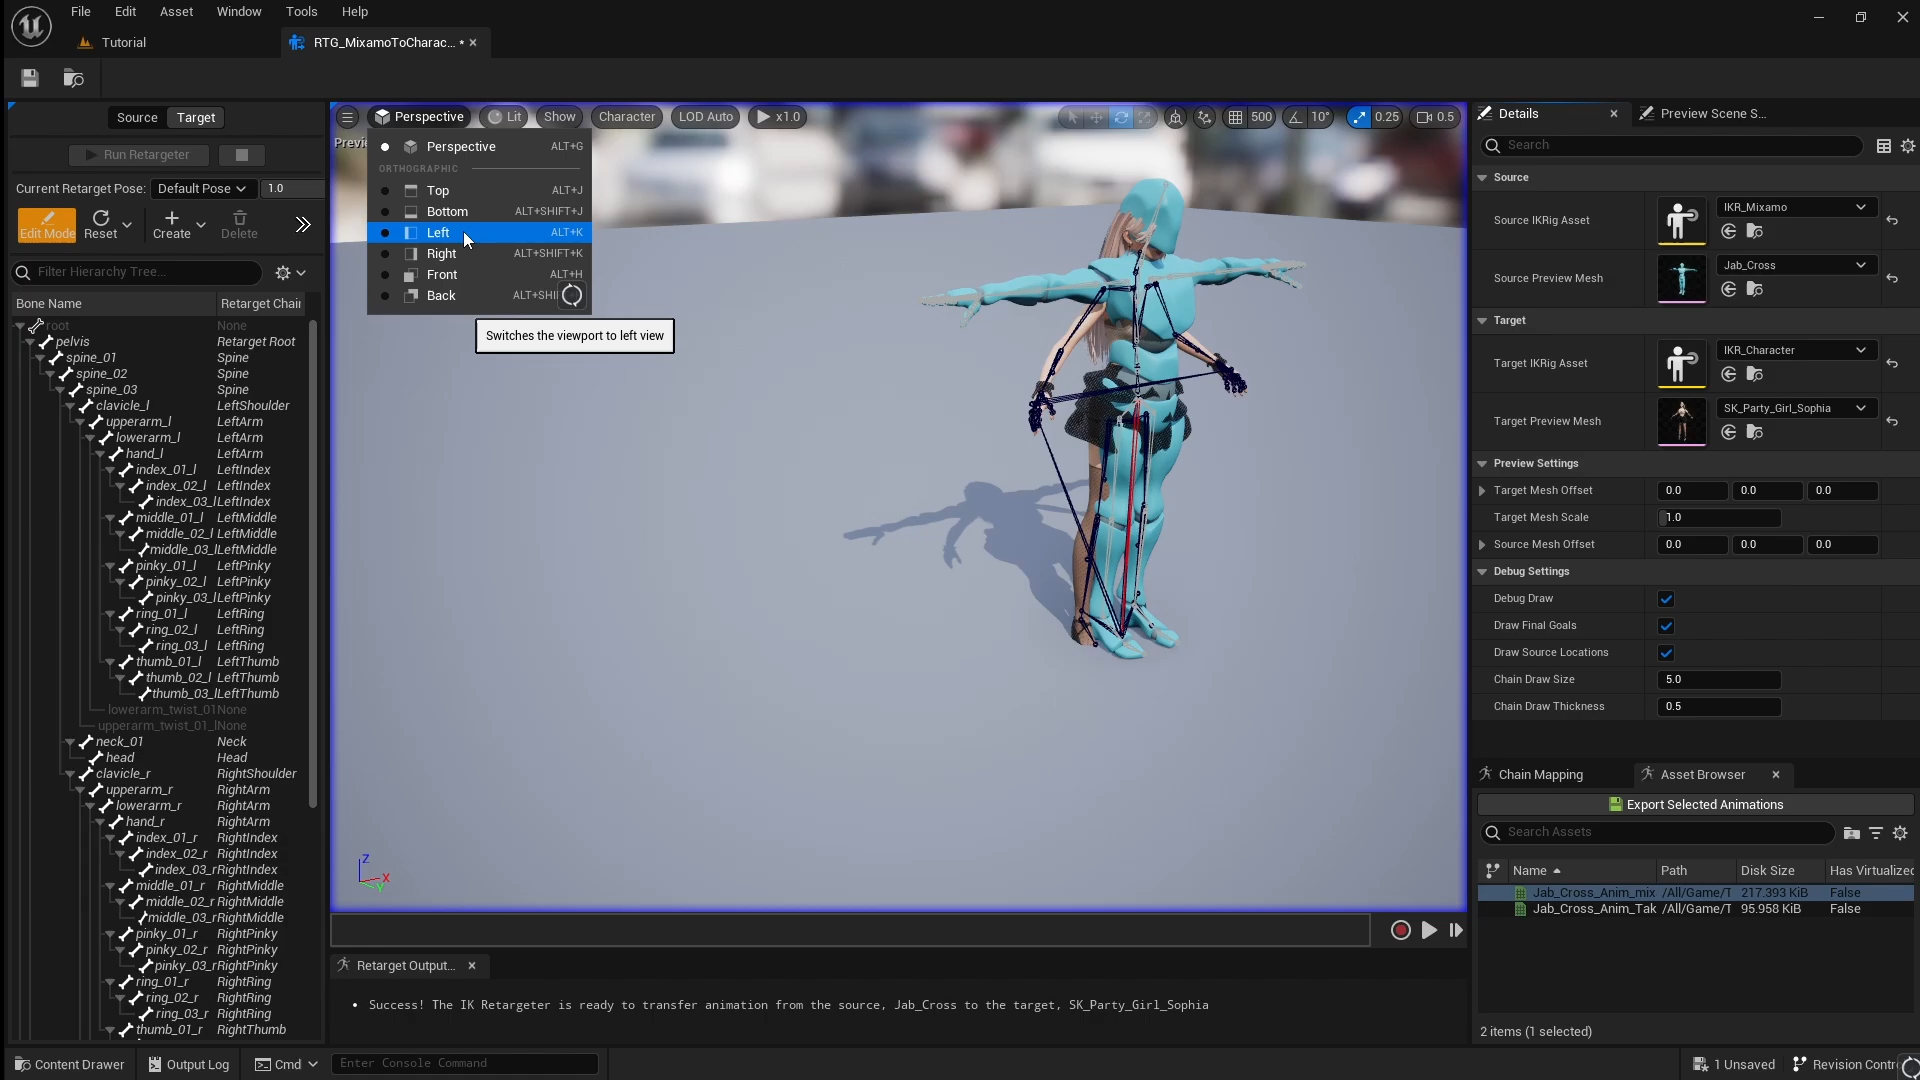 File Edit Asset Window Tools Help
Tutorial
RTG_MixamoToCharac... *
Source Target
Run Retargeter
Current Retarget Pose: Default Pose 1.0
Edit Mode Reset Create Delete
Filter Hierarchy Tree...
Bone Name Retarget Chair
root None
pelvis Retarget Root
spine_01 Spine
spine_02 Spine
spine_03 Spine
clavicle_l LeftShoulder
upperarm_l LeftArm
lowerarm_l LeftArm
hand_l LeftArm
index_01_l LeftIndex
index_02_l LeftIndex
index_03_l LeftIndex
middle_01_l LeftMiddle
middle_02_l LeftMiddle
middle_03_l LeftMiddle
pinky_01_l LeftPinky
pinky_02_l LeftPinky
pinky_03_l LeftPinky
ring_01_l LeftRing
ring_02_l LeftRing
ring_03_l LeftRing
thumb_01_l LeftThumb
thumb_02_l LeftThumb
thumb_03_l LeftThumb
lowerarm_twist_01 None
upperarm_twist_01_l None
neck_01 Neck
head Head
clavicle_r RightShoulder
upperarm_r RightArm
lowerarm_r RightArm
hand_r RightArm
index_01_r RightIndex
index_02_r RightIndex
index_03_r RightIndex
middle_01_r RightMiddle
middle_02_r RightMiddle
middle_03_r RightMiddle
pinky_01_r RightPinky
pinky_02_r RightPinky
pinky_03_r RightPinky
ring_01_r RightRing
ring_02_r RightRing
ring_03_r RightRing
thumb_01_r RightThumb
Perspective Lit Show Character LOD Auto x1.0 500 10° 0.25 0.5
Previ
Perspective ALT+G
ORTHOGRAPHIC
Top ALT+J
Bottom ALT+SHIFT+J
Left ALT+K
Right ALT+SHIFT+K
Front ALT+H
Back ALT+SHI
Switches the viewport to left view
Z
X
Y
Retarget Output...
• Success! The IK Retargeter is ready to transfer animation from the source, Jab_Cross to the target, SK_Party_Girl_Sophia
Details Preview Scene S...
Search
Source
Source IKRig Asset IKR_Mixamo
Source Preview Mesh Jab_Cross
Target
Target IKRig Asset IKR_Character
Target Preview Mesh SK_Party_Girl_Sophia
Preview Settings
Target Mesh Offset 0.0 0.0 0.0
Target Mesh Scale 1.0
Source Mesh Offset 0.0 0.0 0.0
Debug Settings
Debug Draw
Draw Final Goals
Draw Source Locations
Chain Draw Size 5.0
Chain Draw Thickness 0.5
Chain Mapping Asset Browser
Export Selected Animations
Search Assets
Name Path Disk Size Has Virtualized
Jab_Cross_Anim_mix /All/Game/T 217.393 KiB False
Jab_Cross_Anim_Tak /All/Game/T 95.958 KiB False
2 items (1 selected)
Content Drawer Output Log Cmd Enter Console Command 1 Unsaved Revision Contr